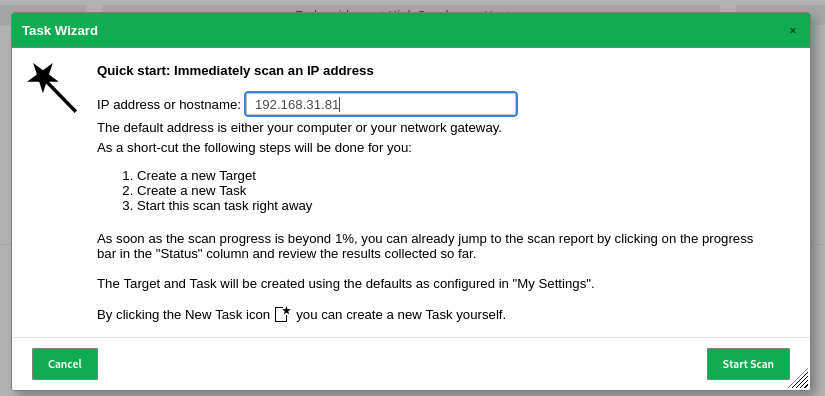 Task Wizard
×
Quick start: Immediately scan an IP address
IP address or hostname: 192.168.31.81
The default address is either your computer or your network gateway.
As a short-cut the following steps will be done for you:
1. Create a new Target
2. Create a new Task
3. Start this scan task right away
As soon as the scan progress is beyond 1%, you can already jump to the scan report by clicking on the progress
bar in the "Status" column and review the results collected so far.
The Target and Task will be created using the defaults as configured in "My Settings".
By clicking the New Task icon you can create a new Task yourself.
Cancel
Start Scan